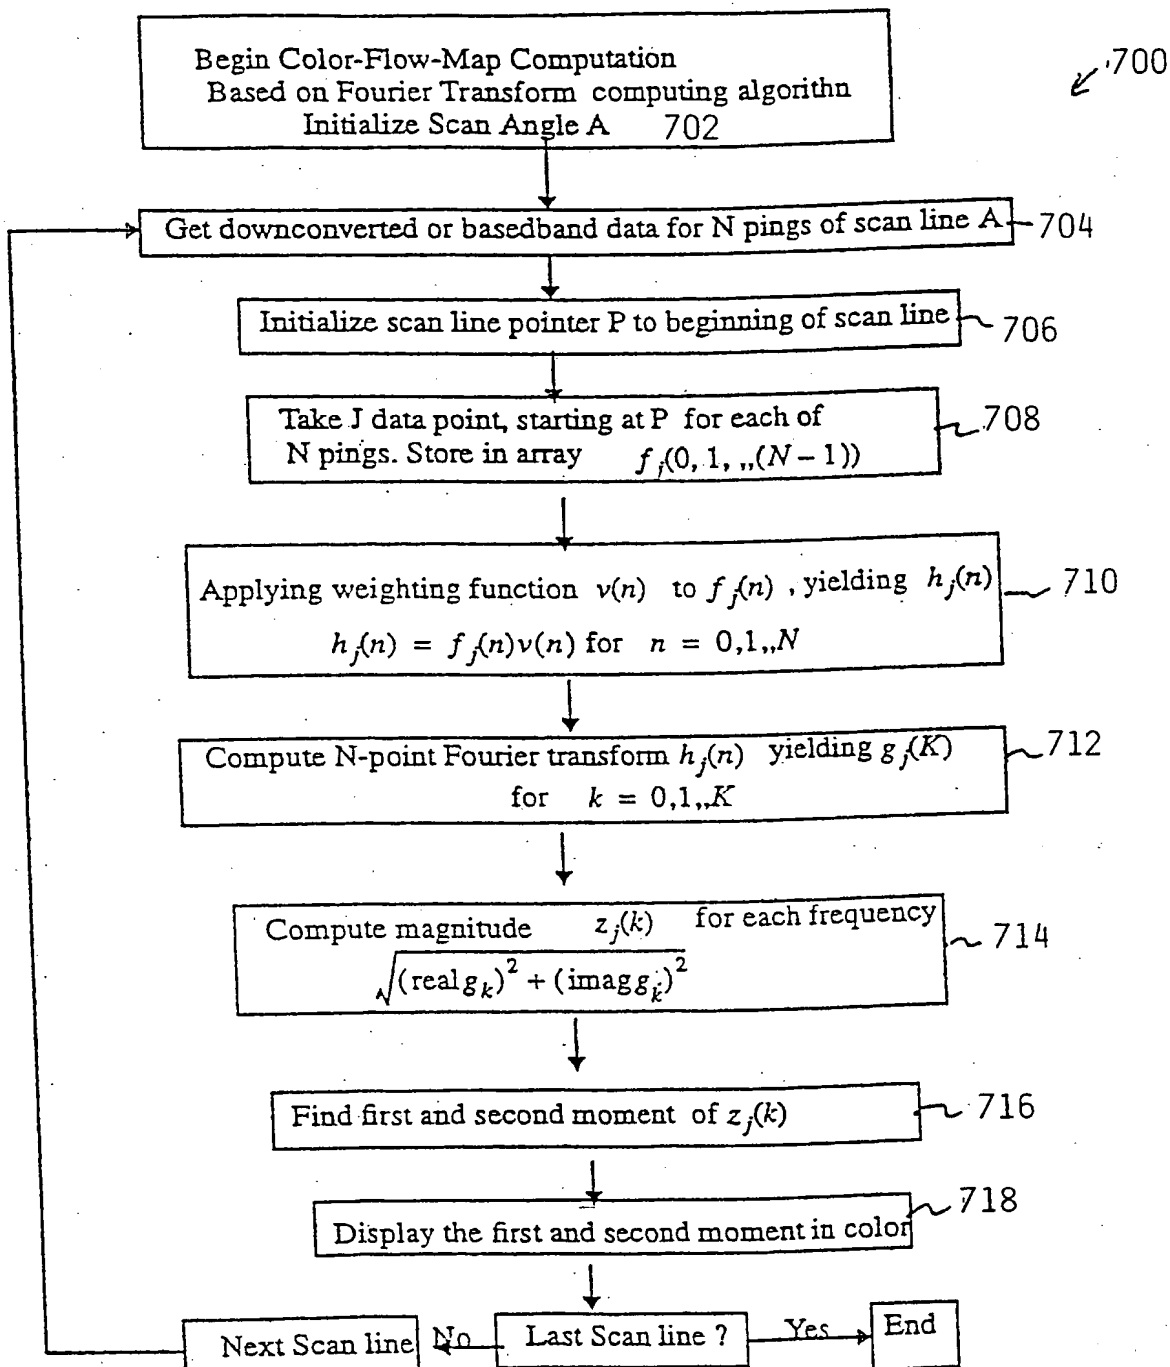 Begin Color-Flow-Map Computation
Based on Fourier Transform computing algorithn
Initialize Scan Angle A 702
700
Get downconverted or basedband data for N pings of scan line A 704
Initialize scan line pointer P to beginning of scan line 706
Take J data point, starting at P for each of
N pings. Store in array f_j(0, 1, ,,(N – 1))
708
Applying weighting function v(n) to f_j(n) , yielding h_j(n)
h_j(n) = f_j(n)v(n) for n = 0,1,,N
710
Compute N-point Fourier transform h_j(n) yielding g_j(K)
for k = 0,1,,K
712
Compute magnitude z_j(k) for each frequency
√((real g_k)² + (imag g_k)²)
714
Find first and second moment of z_j(k) 716
Display the first and second moment in color 718
Next Scan line No Last Scan line ? Yes End